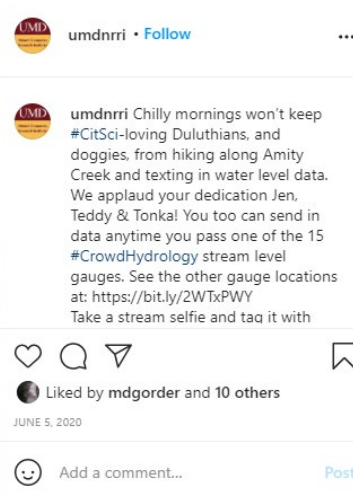 UMD
umdnrri • Follow
UMD
umdnrri Chilly mornings won't keep
#CitSci-loving Duluthians, and
doggies, from hiking along Amity
Creek and texting in water level data.
We applaud your dedication Jen,
Teddy & Tonka! You too can send in
data anytime you pass one of the 15
#CrowdHydrology stream level
gauges. See the other gauge locations
at: https://bit.ly/2WTxPWY
Take a stream selfie and tag it with
Liked by mdgorder and 10 others
JUNE 5, 2020
Add a comment...
Post